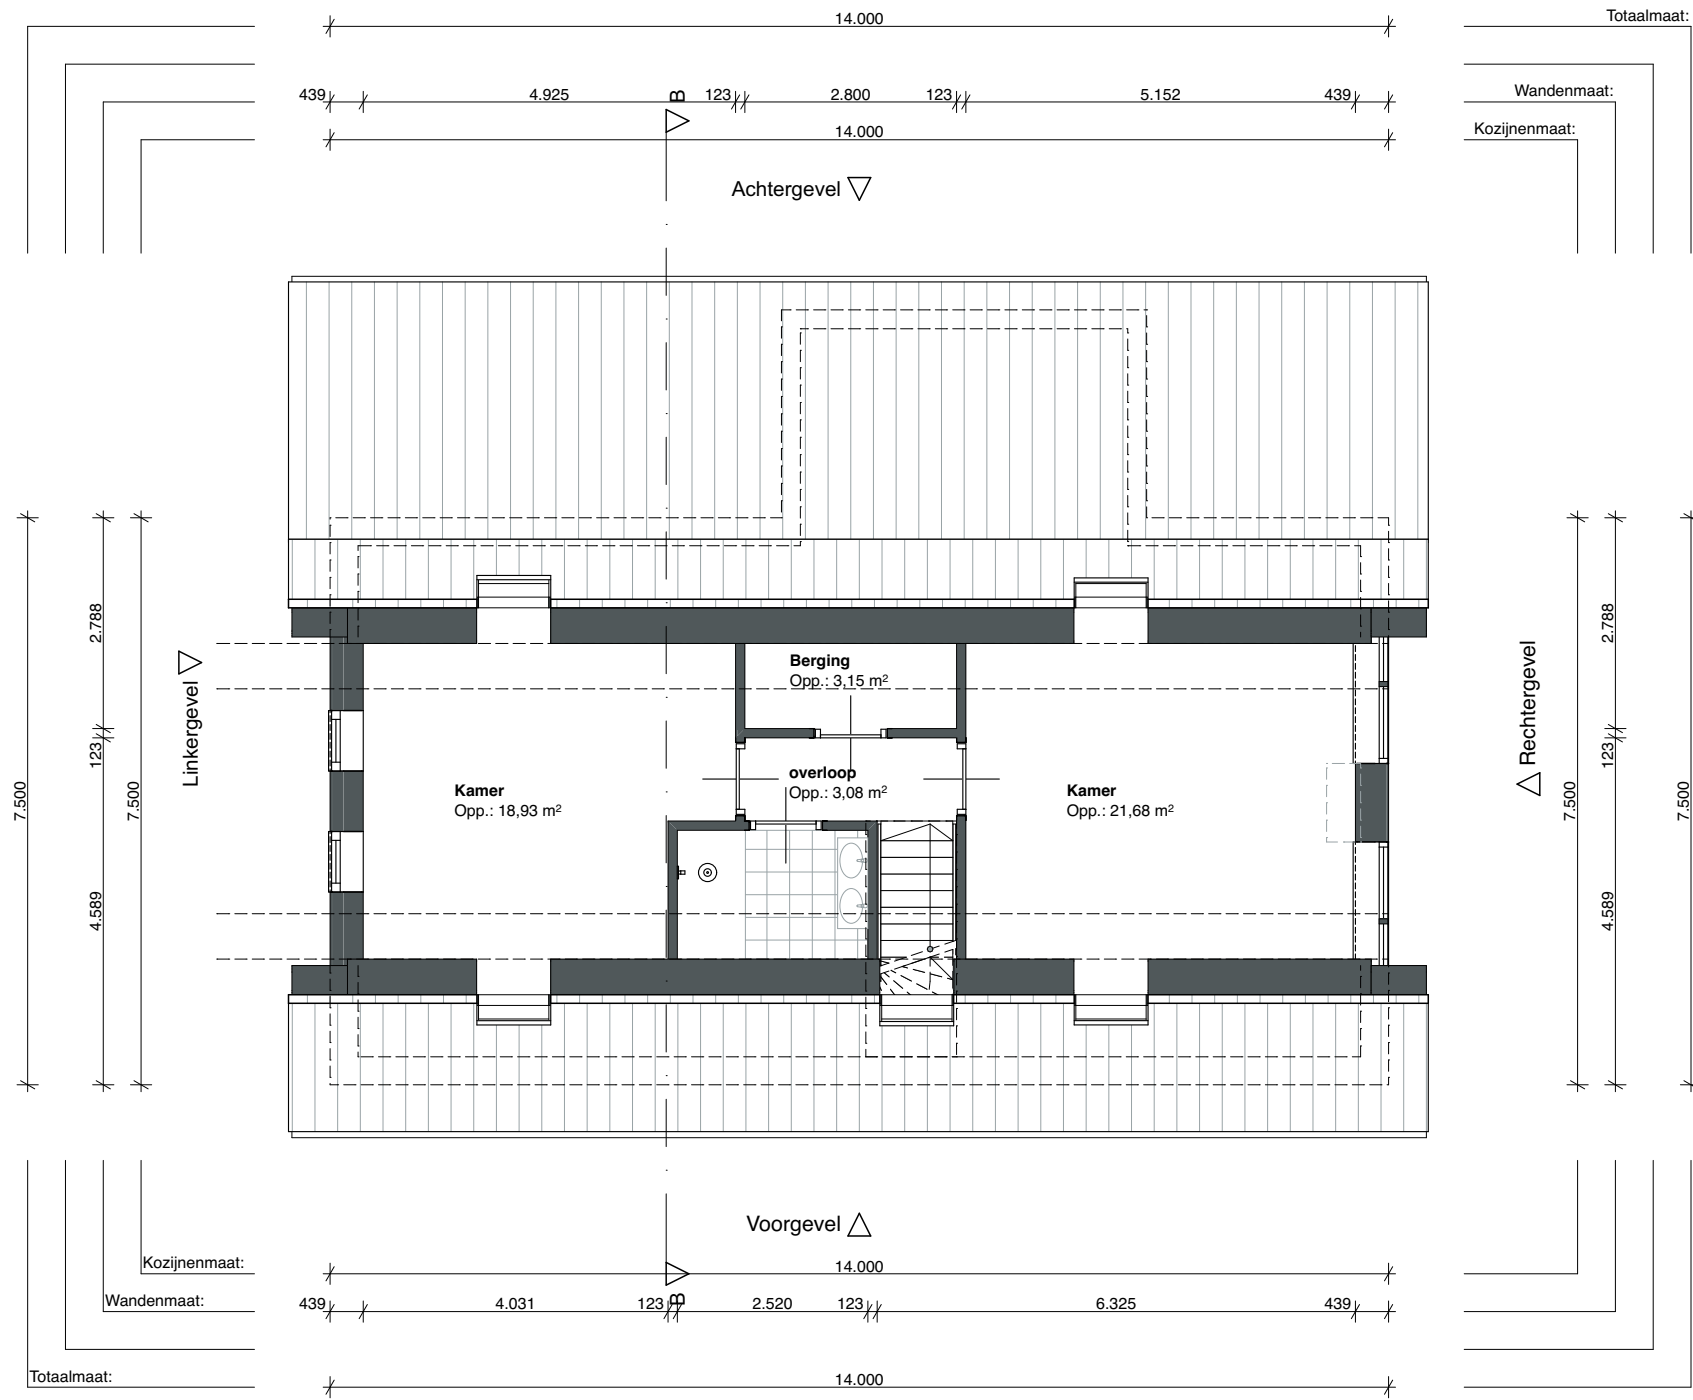 14.000
Totaalmaat:
439 4.925 B 123 2.800 123 5.152 439
Wandenmaat:
14.000
Kozijnenmaat:
Achtergevel
Linkergevel
Rechtergevel
7.500
2.788
123
4.589
7.500
7.500
2.788
123
4.589
7.500
Berging
Opp.: 3,15 m²
overloop
Opp.: 3,08 m²
Kamer
Opp.: 18,93 m²
Kamer
Opp.: 21,68 m²
Voorgevel
Kozijnenmaat:
14.000
Wandenmaat:
439 4.031 123 B 2.520 123 6.325 439
Totaalmaat:
14.000